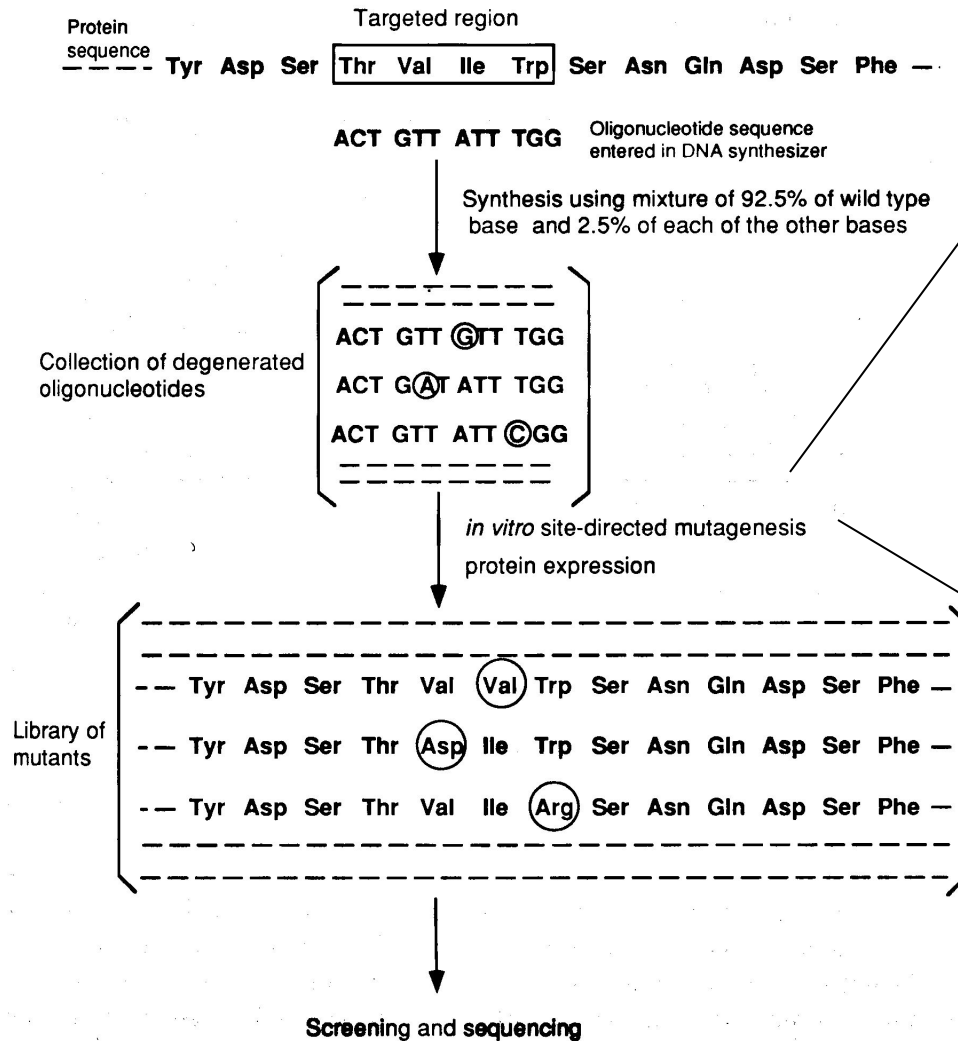 Targeted region
Protein
sequence
Tyr Asp Ser Thr Val Ile Trp Ser Asn Gln Asp Ser Phe
ACT GTT ATT TGG
Oligonucleotide sequence
entered in DNA synthesizer
Synthesis using mixture of 92.5% of wild type
base and 2.5% of each of the other bases
Collection of degenerated
oligonucleotides
ACT GTT GTT TGG
ACT GAT ATT TGG
ACT GTT ATT CGG
in vitro site-directed mutagenesis
protein expression
Library of
mutants
Tyr Asp Ser Thr Val Val Trp Ser Asn Gln Asp Ser Phe
Tyr Asp Ser Thr Asp Ile Trp Ser Asn Gln Asp Ser Phe
Tyr Asp Ser Thr Val Ile Arg Ser Asn Gln Asp Ser Phe
Screening and sequencing